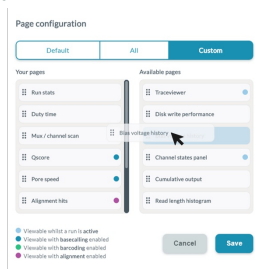 Page configuration
Default
All
Custom
Your pages
Available pages
Run stats
Duty time
Mux / channel scan
Qscore
Pore speed
Alignment hits
Bias voltage history
Traceviewer
Disk write performance
Channel states panel
Cumulative output
Read length histogram
Viewable whilst a run is active
Viewable with basecalling enabled
Viewable with barcoding enabled
Viewable with alignment enabled
Cancel
Save